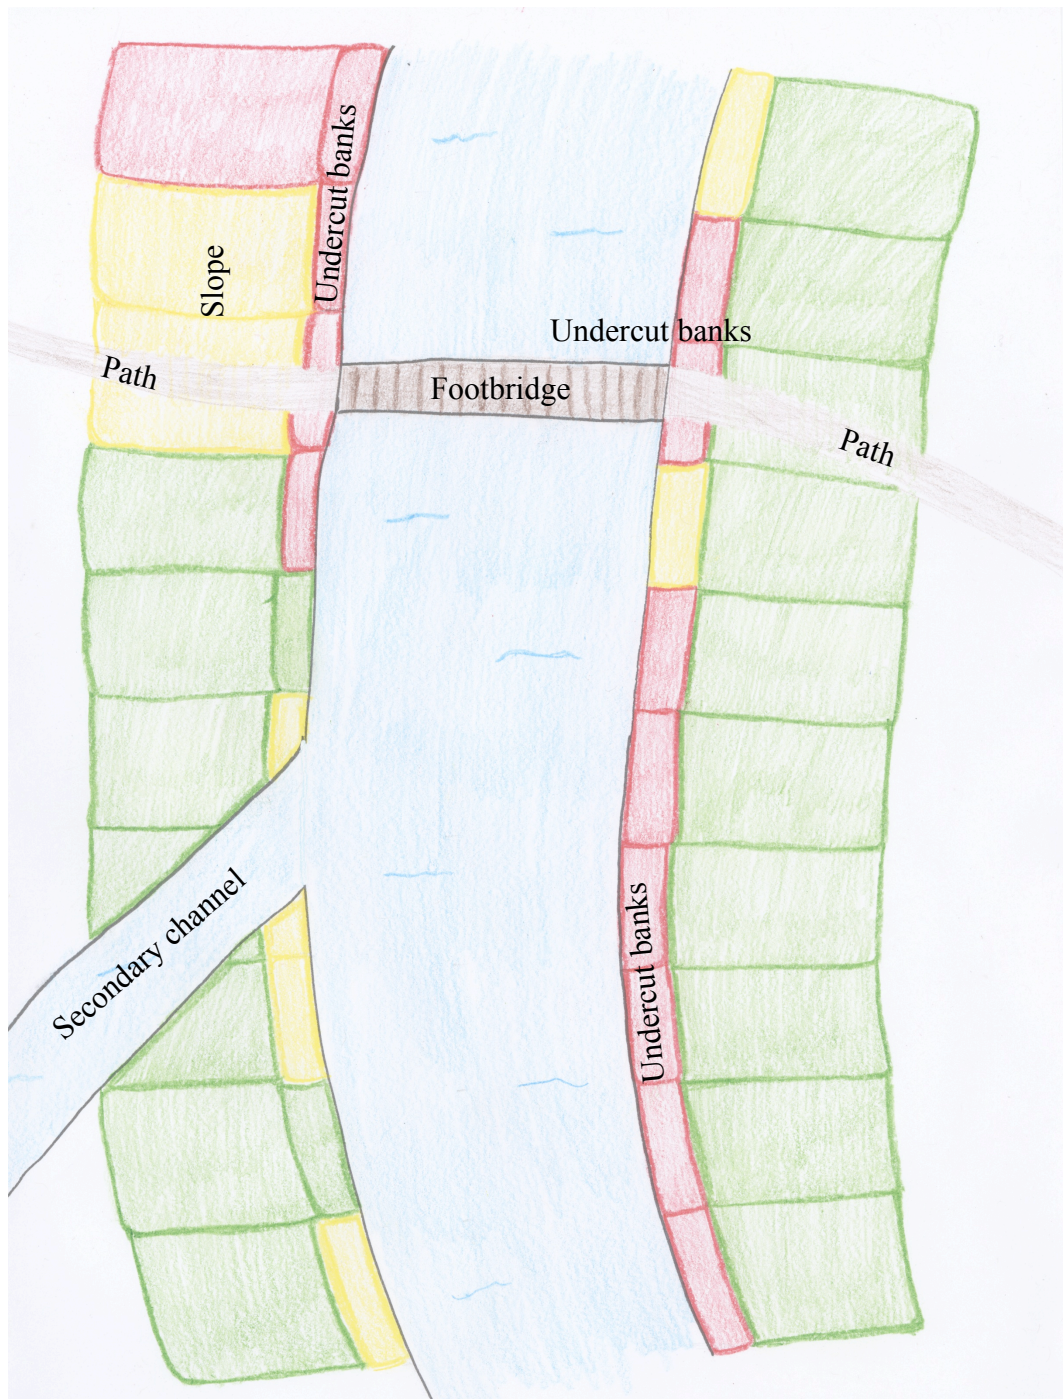 Undercut banks
Slope
Undercut banks
Path
Footbridge
Path
Secondary channel
Undercut banks